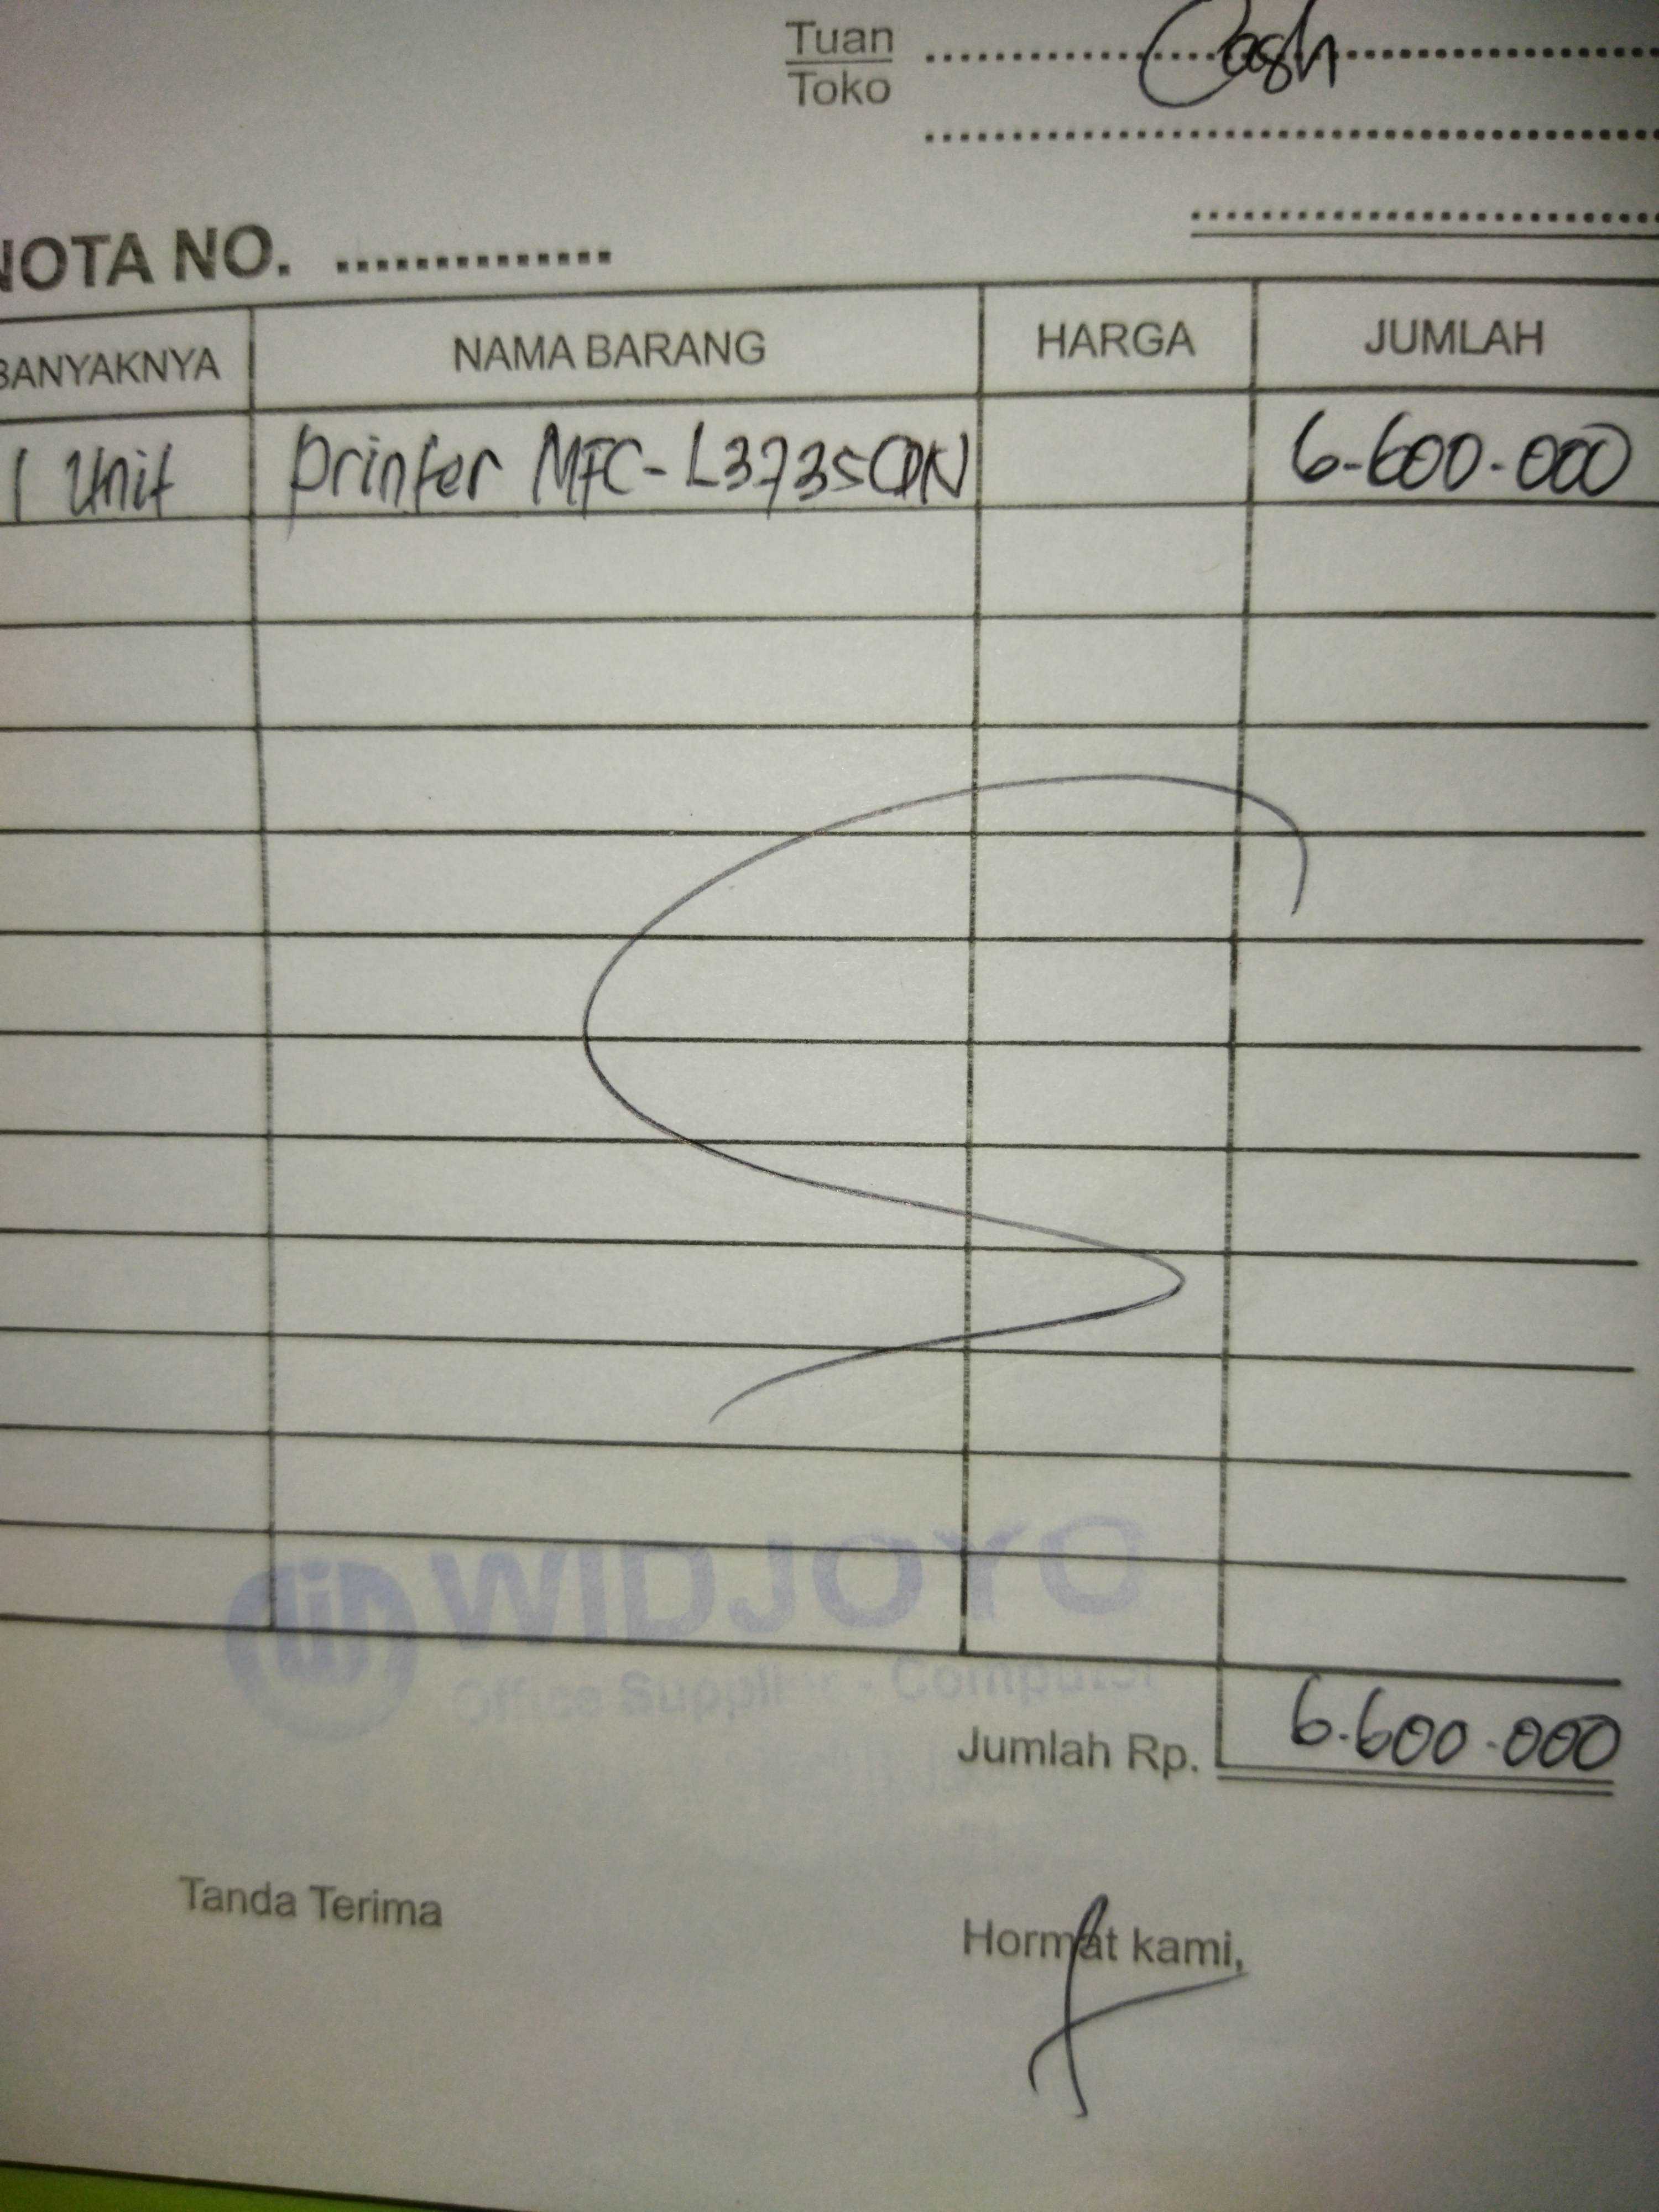 Tuan Cash
Toko
NOTA NO. ..............
BANYAKNYA NAMA BARANG HARGA JUMLAH
1 Unit Printer MFC-L3735CDN 6.600.000
WIDJOYO
Office Supplier - Computer
Jumlah Rp. 6.600.000
Tanda Terima Hormat kami,